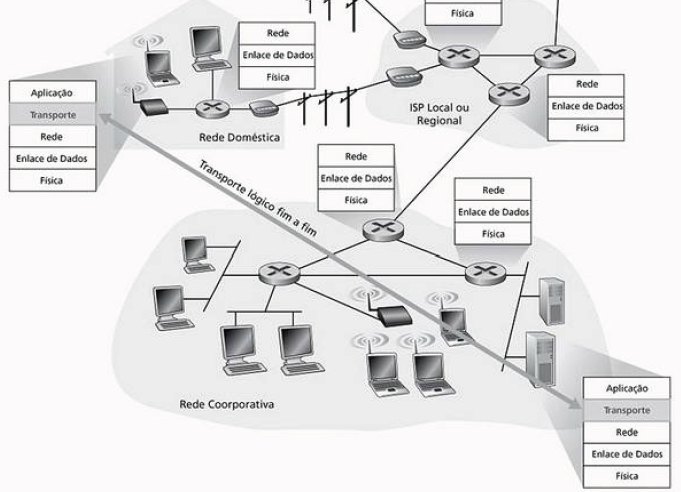 Física
Rede
Enlace de Dados
Física
Aplicação
Transporte
Rede
Enlace de Dados
Física
Rede Doméstica
ISP Local ou
Regional
Rede
Enlace de Dados
Física
Transporte lógico fim a fim
Rede
Enlace de Dados
Física
Rede
Enlace de Dados
Física
Rede Coorporativa
Aplicação
Transporte
Rede
Enlace de Dados
Física